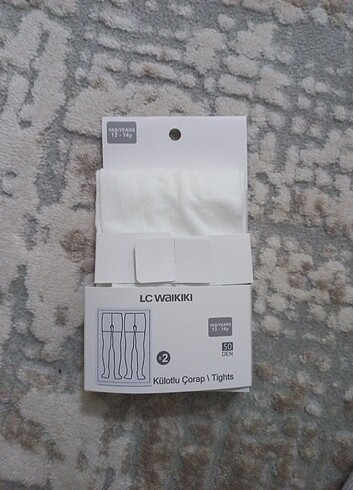 YAŞ/YEARS
13 - 14y
LC WAIKIKI
YAŞ/YEARS
13 - 14y
x2
50
DEN
Külotlu Çorap \ Tights